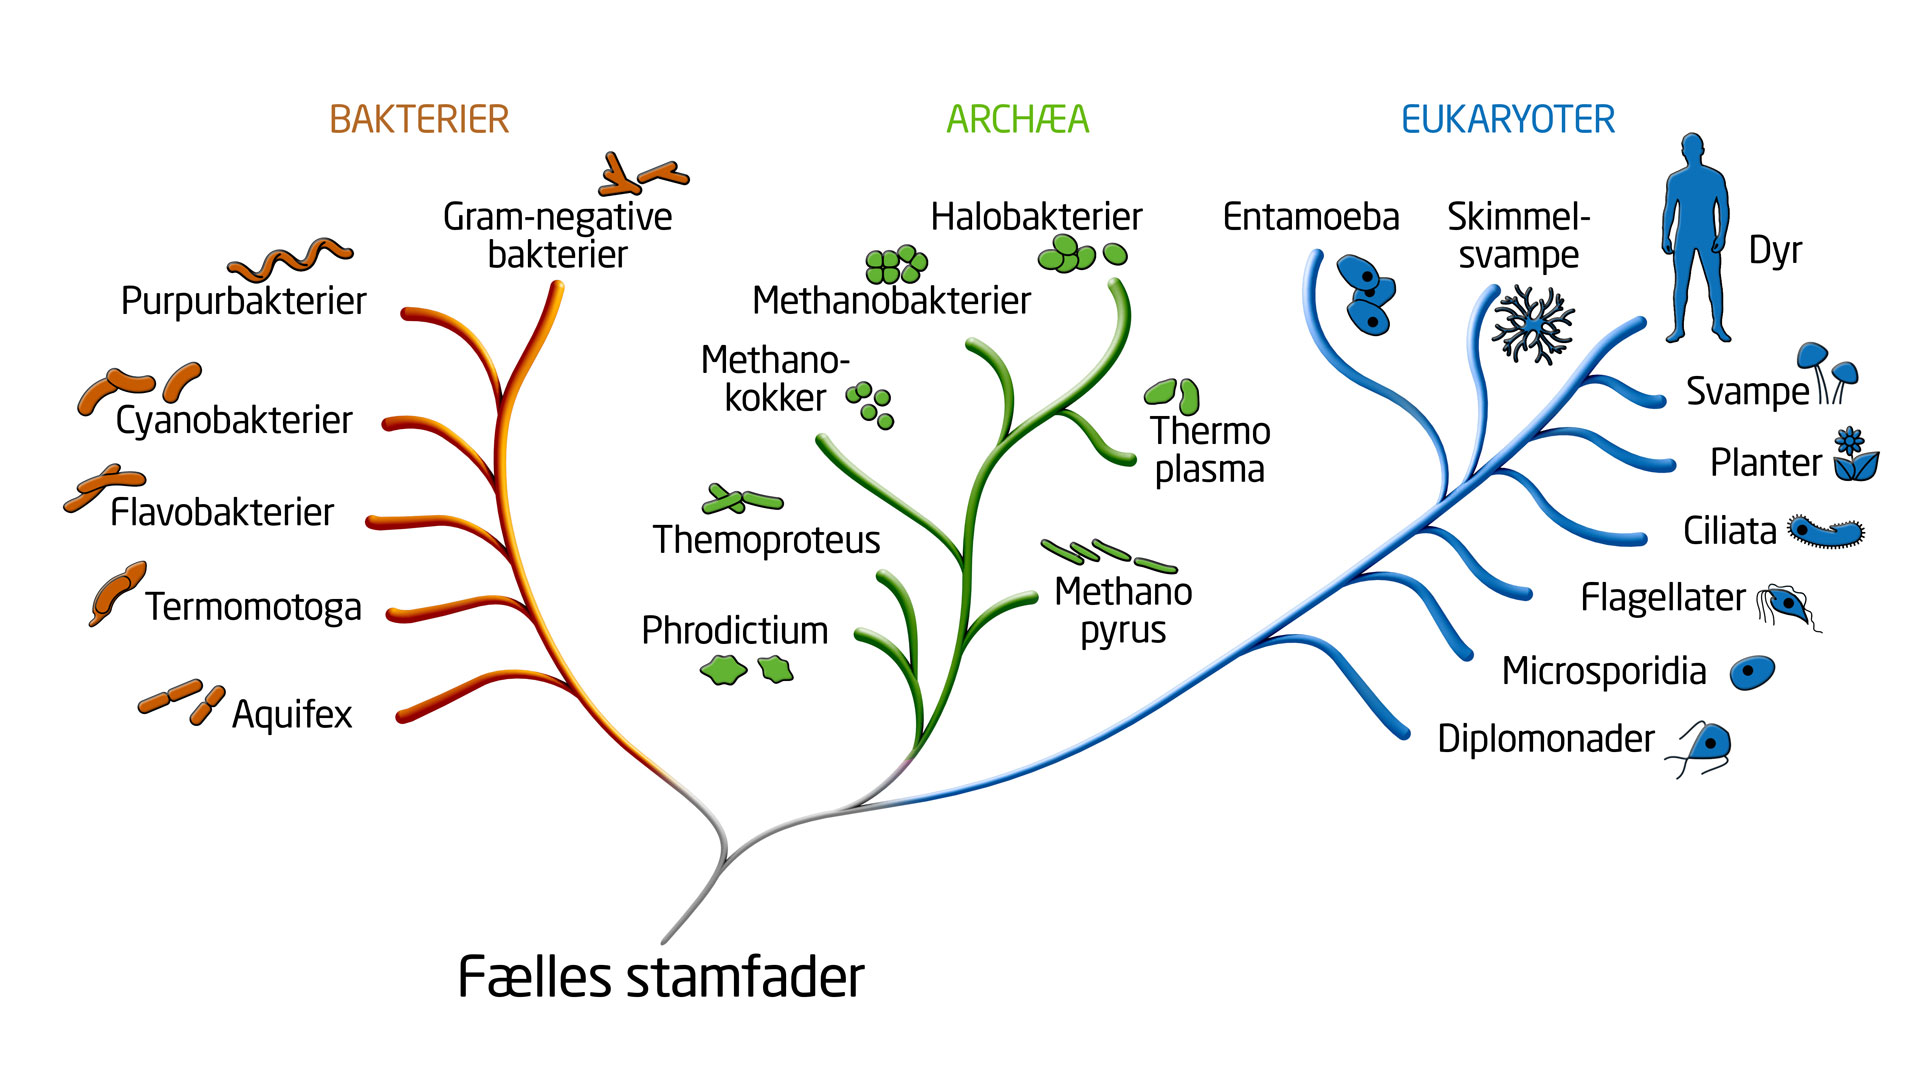 BAKTERIER
ARCHÆA
EUKARYOTER
Gram-negative
bakterier
Purpurbakterier
Cyanobakterier
Flavobakterier
Termomotoga
Aquifex
Halobakterier
Methanobakterier
Methano-
kokker
Thermo
plasma
Themoproteus
Methano
pyrus
Phrodictium
Entamoeba
Skimmel-
svampe
Dyr
Svampe
Planter
Ciliata
Flagellater
Microsporidia
Diplomonader
Fælles stamfader